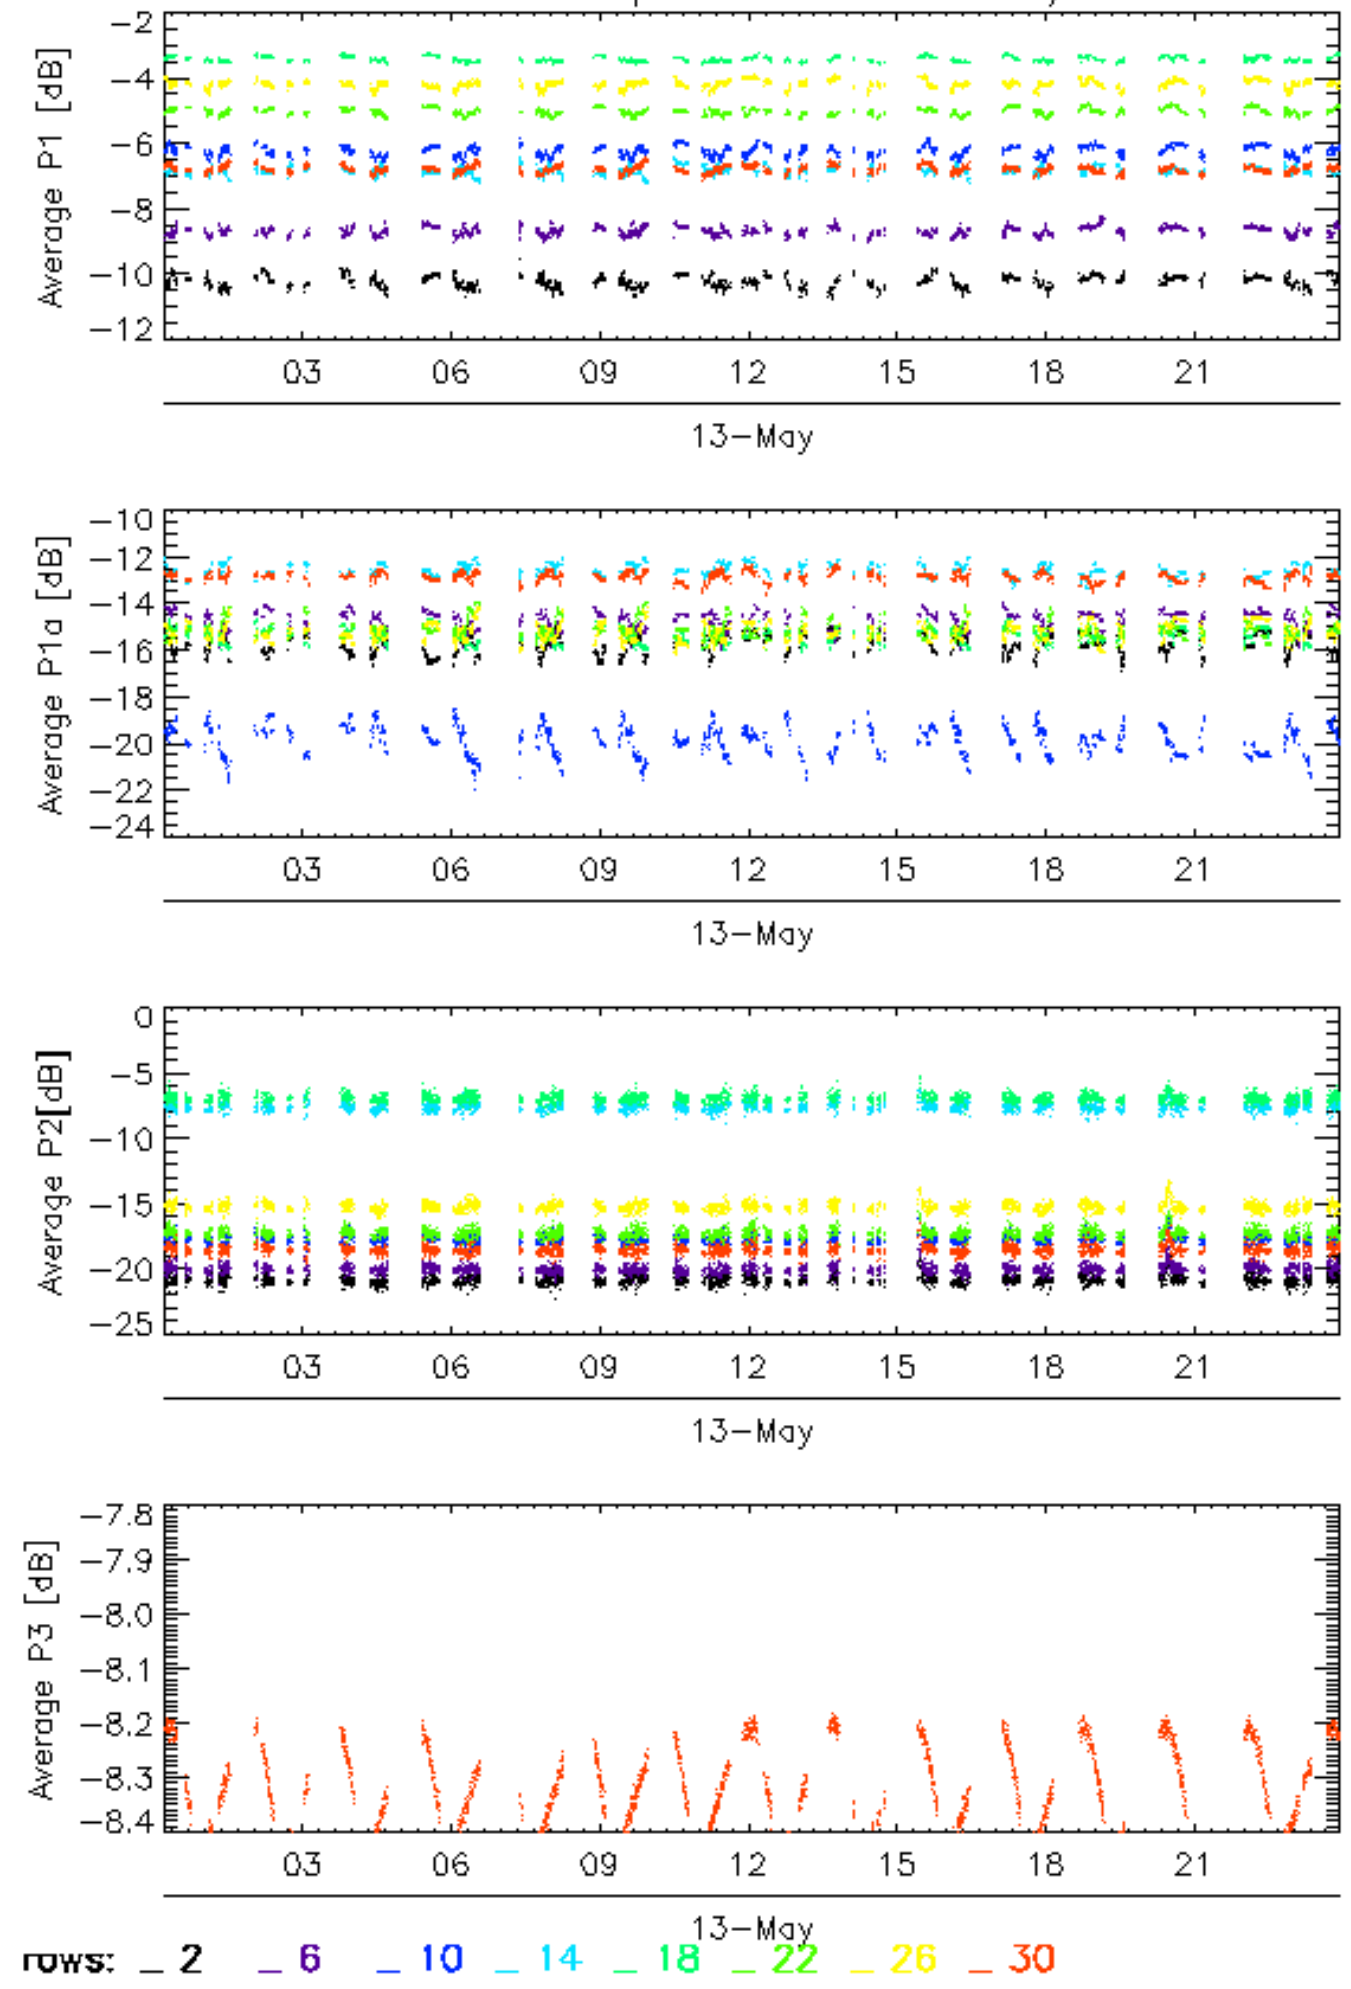 Average P1 [dB]
-2
-4
-6
-8
-10
-12
03 06 09 12 15 18 21
13-May
Average P1a [dB]
-10
-12
-14
-16
-18
-20
-22
-24
03 06 09 12 15 18 21
13-May
Average P2[dB]
0
-5
-10
-15
-20
-25
03 06 09 12 15 18 21
13-May
Average P3 [dB]
-7.8
-7.9
-8.0
-8.1
-8.2
-8.3
-8.4
03 06 09 12 15 18 21
13-May
rows: _ 2 _ 6 _ 10 _ 14 _ 18 _ 22 _ 26 _ 30